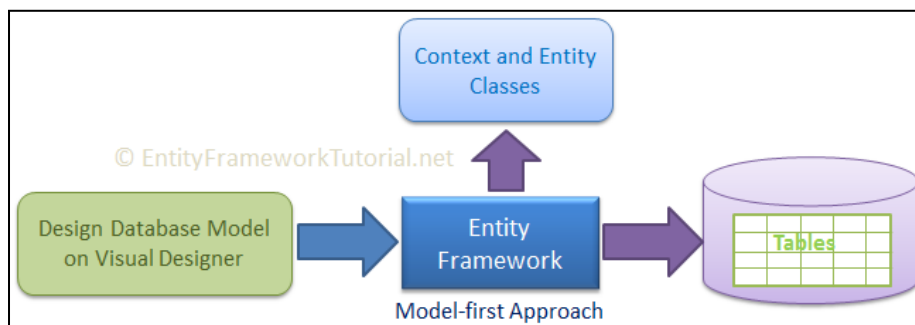 Context and Entity
Classes
© EntityFrameworkTutorial.net
Design Database Model
on Visual Designer
Entity
Framework
Tables
Model-first Approach